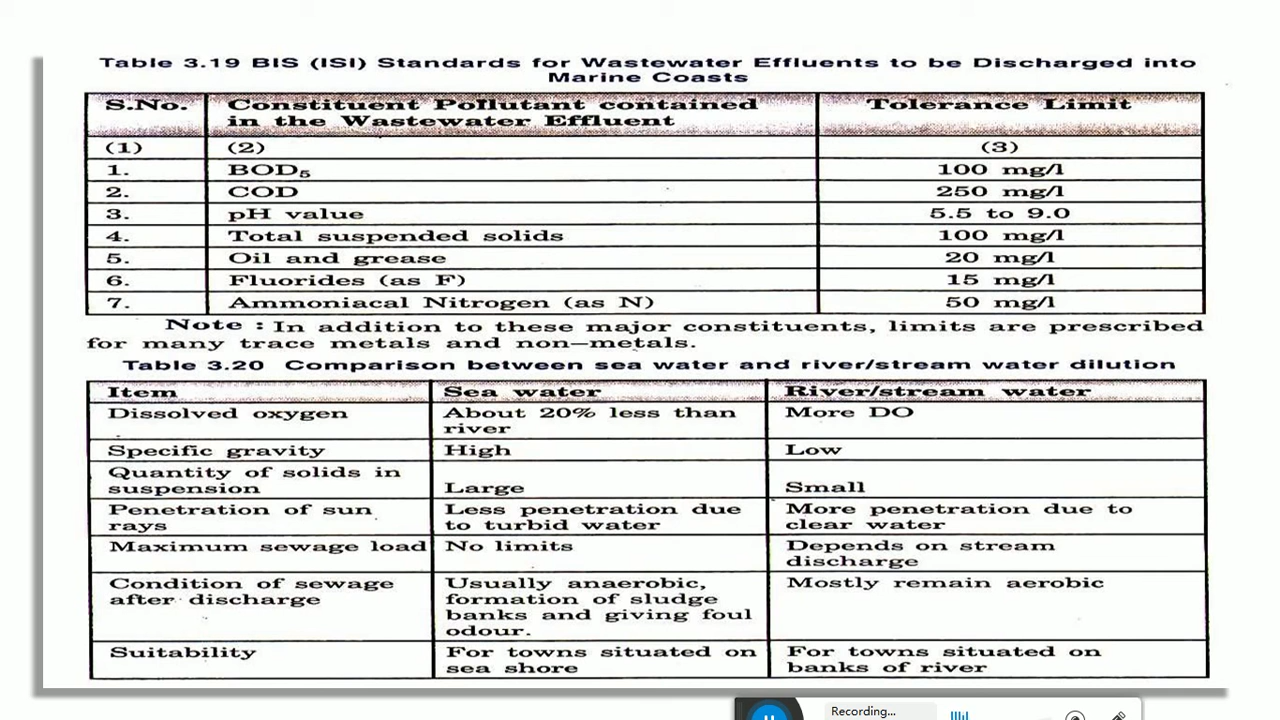 Table 3.19 BIS (ISI) Standards for Wastewater Effluents to be Discharged into
Marine Coasts
S.No. Constituent Pollutant contained in the Wastewater Effluent Tolerance Limit
(1) (2) (3)
1. BOD₅ 100 mg/l
2. COD 250 mg/l
3. pH value 5.5 to 9.0
4. Total suspended solids 100 mg/l
5. Oil and grease 20 mg/l
6. Fluorides (as F) 15 mg/l
7. Ammoniacal Nitrogen (as N) 50 mg/l
Note : In addition to these major constituents, limits are prescribed
for many trace metals and non—metals.
Table 3.20 Comparison between sea water and river/stream water dilution
Item Sea water River/stream water
Dissolved oxygen About 20% less than river More DO
Specific gravity High Low
Quantity of solids in suspension Large Small
Penetration of sun rays Less penetration due to turbid water More penetration due to clear water
Maximum sewage load No limits Depends on stream discharge
Condition of sewage after discharge Usually anaerobic, formation of sludge banks and giving foul odour. Mostly remain aerobic
Suitability For towns situated on sea shore For towns situated on banks of river
Recording...